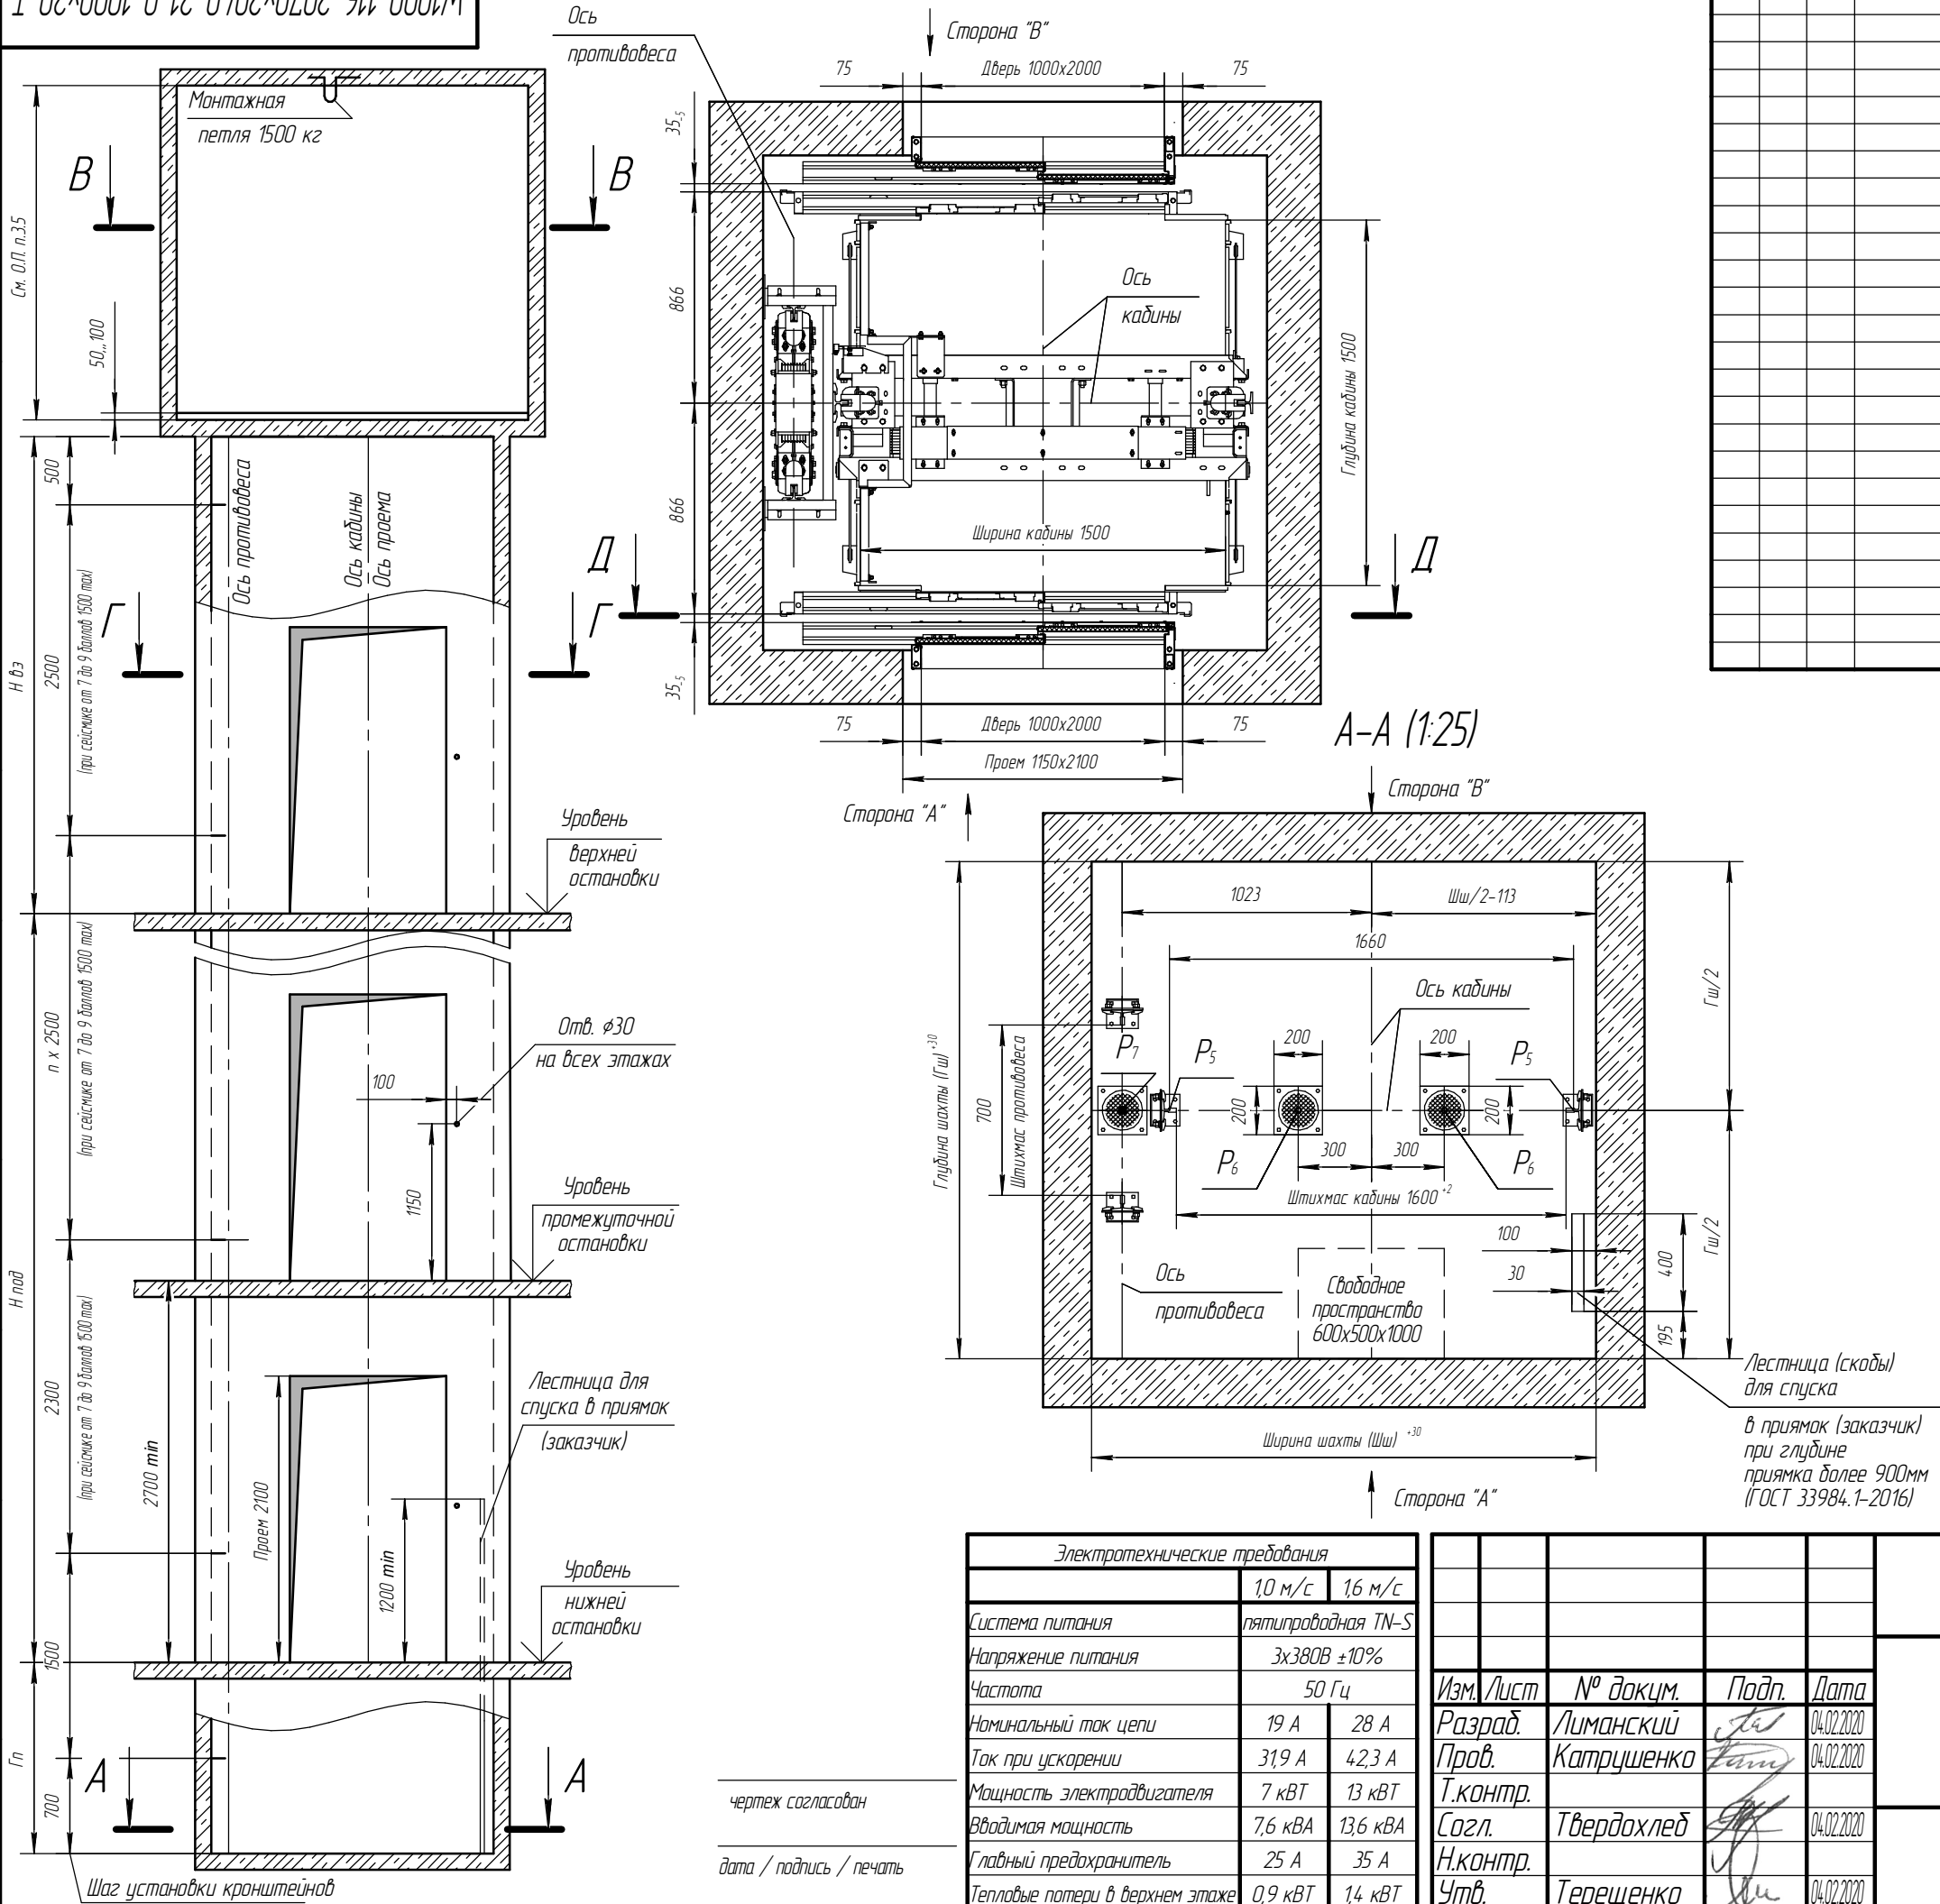 Ось
противовеса
Сторона "В"
75
Дверь 1000х2000
75
Монтажная
петля 1500 кг
В
В
См. О.П. п.3.5
50...100
35₋₅
866
866
35₋₅
Ось
кабины
Глубина кабины 1500
Ширина кабины 1500
Д
Д
75
Дверь 1000х2000
75
Проем 1150х2100
Сторона "А"
500
Ось противовеса
Ось кабины
Ось проема
Г
Г
Н вз
2500
(при сейсмике от 7 до 9 баллов 1500 max)
Уровень
верхней
остановки
n х 2500
(при сейсмике от 7 до 9 баллов 1500 max)
Отв. ϕ30
на всех этажах
100
1150
Уровень
промежуточной
остановки
Н под
2300
(при сейсмике от 7 до 9 баллов 1500 max)
2700 min
Проем 2100
1200 min
Лестница для
спуска в приямок
(заказчик)
Уровень
нижней
остановки
1500
Гп
700
А
А
Шаг установки кронштейнов
А-А (1:25)
Сторона "В"
1023
Шш/2-113
1660
Ось кабины
Гш/2
Глубина шахты (Гш) ⁺³⁰
700
Штихмас противовеса
P₇
P₅
200
200
P₅
200
200
P₆
300
300
P₆
Штихмас кабины 1600 ⁺²
100
30
400
195
Гш/2
Ось
противовеса
Свободное
пространство
600х500х1000
Ширина шахты (Шш) ⁺³⁰
Сторона "А"
Лестница (скобы)
для спуска
в приямок (заказчик)
при глубине
приямка более 900мм
(ГОСТ 33984.1-2016)
чертеж согласован
дата / подпись / печать
Электротехнические требования
1,0 м/с 1,6 м/с
Система питания пятипроводная TN-S
Напряжение питания 3х380В ±10%
Частота 50 Гц
Номинальный ток цепи 19 А 28 А
Ток при ускорении 31,9 А 42,3 А
Мощность электродвигателя 7 кВТ 13 кВТ
Вводимая мощность 7,6 кВА 13,6 кВА
Главный предохранитель 25 А 35 А
Тепловые потери в верхнем этаже 0,9 кВТ 1,4 кВТ
Изм. Лист № докум. Подп. Дата
Разраб. Лиманский 04.02.2020
Пров. Катрушенко 04.02.2020
Т.контр.
Согл. Твердохлеб 04.02.2020
Н.контр.
Утв. Терещенко 04.02.2020